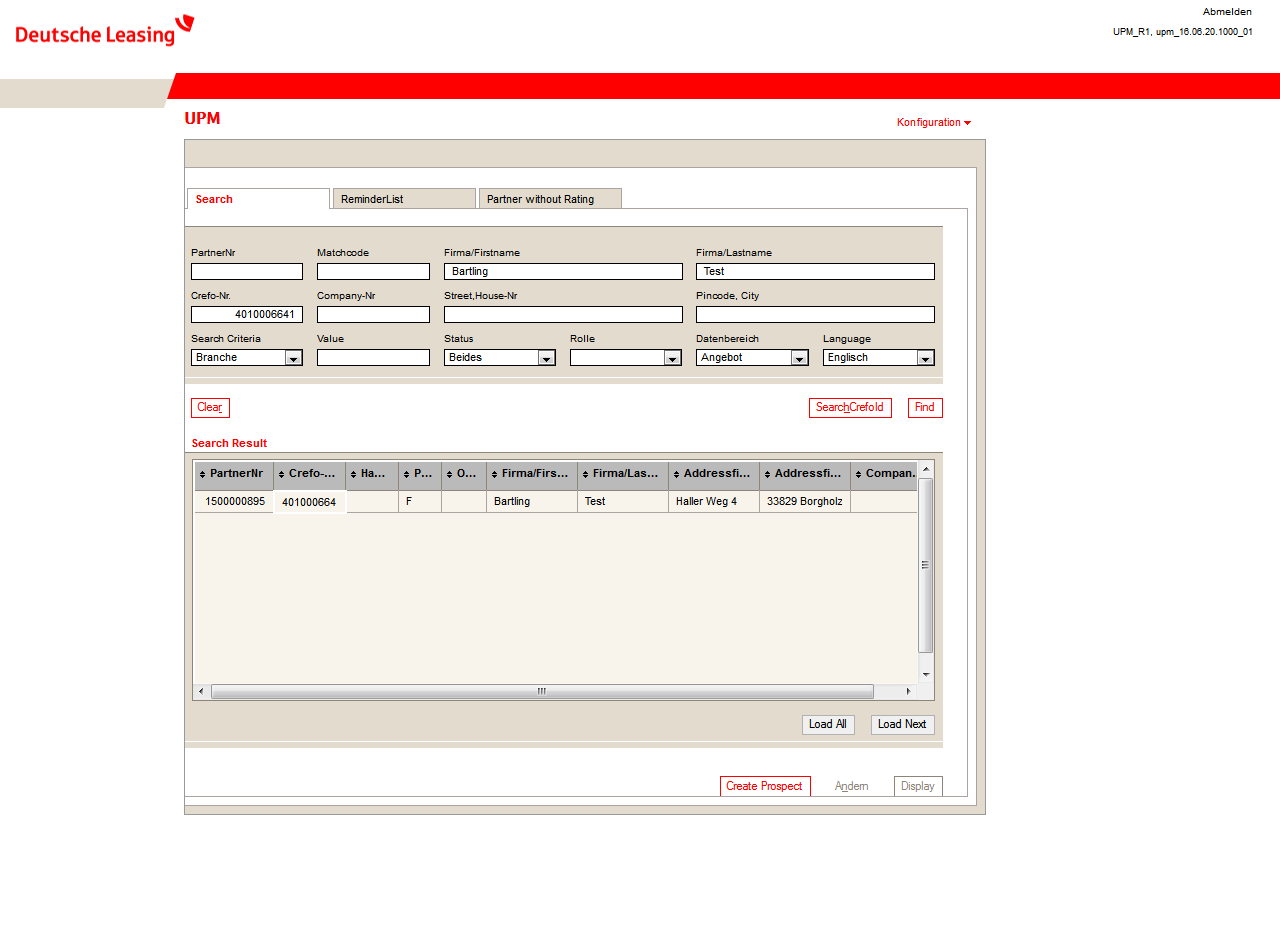 Deutsche Leasing
Abmelden
UPM_R1, upm_16.06.20.1000_01
UPM
Konfiguration
Search ReminderList Partner without Rating
PartnerNr Matchcode Firma/Firstname Firma/Lastname
Bartling Test
Crefo-Nr. Company-Nr Street,House-Nr Pincode, City
4010006641
Search Criteria Value Status Rolle Datenbereich Language
Branche Beides Angebot Englisch
Clear SearchCrefoId Find
Search Result
PartnerNr Crefo-... Ha... P... O... Firma/Firs... Firma/Las... Addressfi... Addressfi... Compan...
1500000895 401000664 F Bartling Test Haller Weg 4 33829 Borgholz
Load All Load Next
Create Prospect Ändern Display